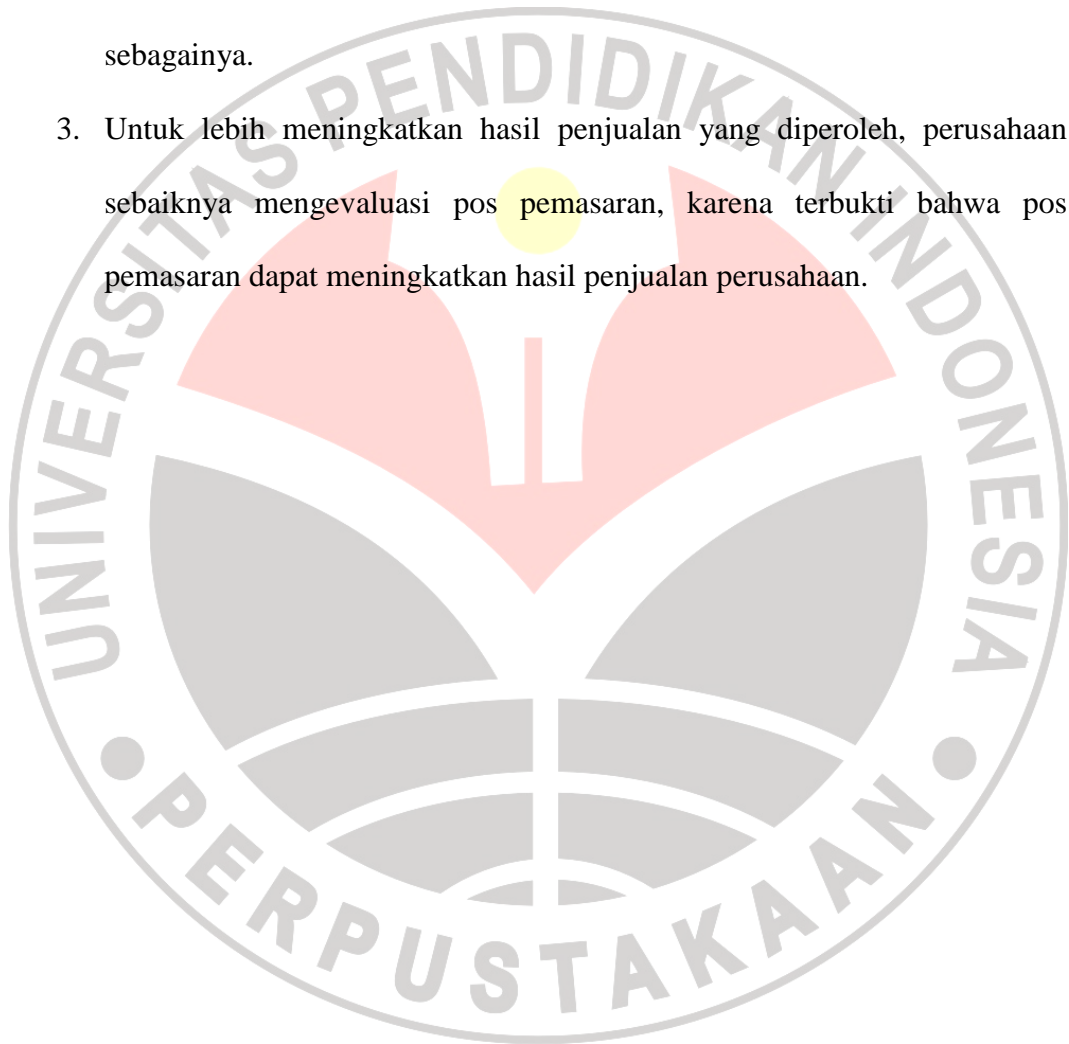 sebagainya.
3. Untuk lebih meningkatkan hasil penjualan yang diperoleh, perusahaan
sebaiknya mengevaluasi pos pemasaran, karena terbukti bahwa pos
pemasaran dapat meningkatkan hasil penjualan perusahaan.
UNIVERSITAS PENDIDIKAN INDONESIA
PERPUSTAKAAN